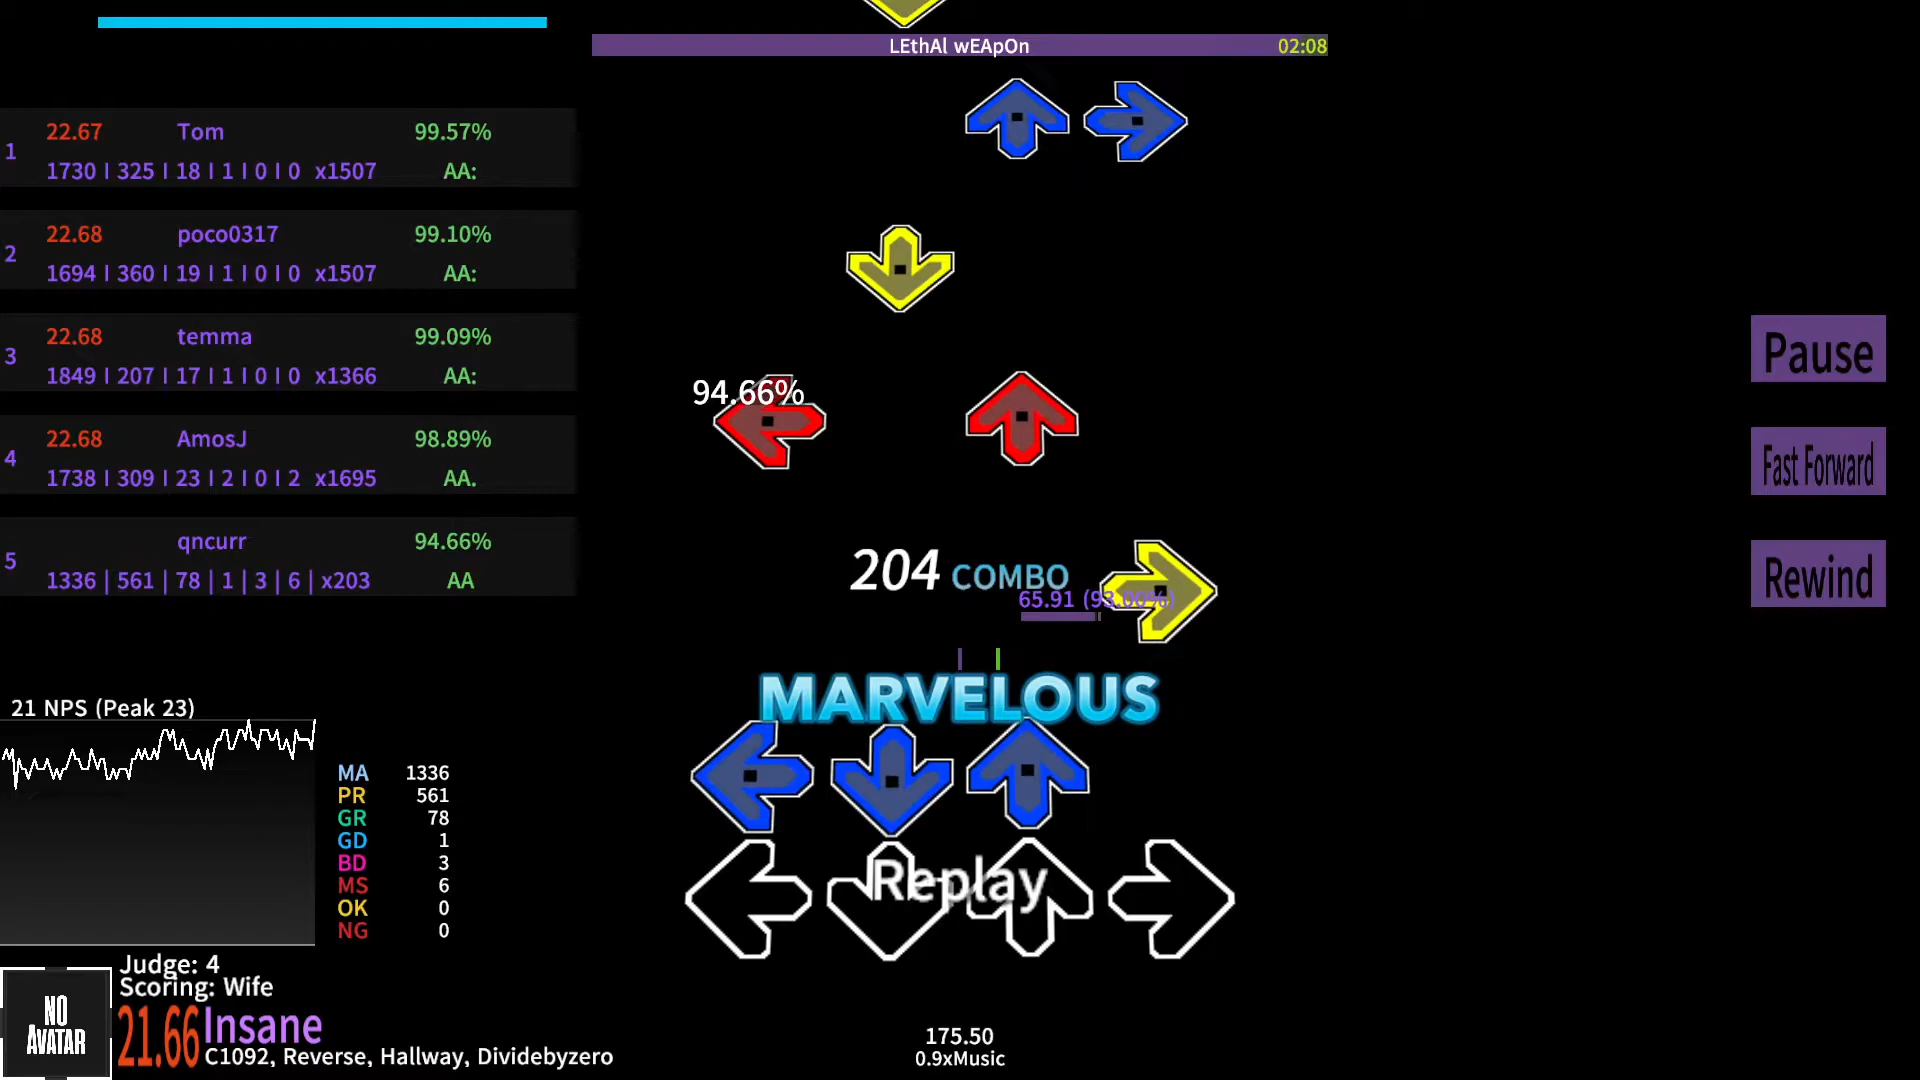 LEthAl wEApOn 02:08
1 22.67 Tom 99.57%
1730 | 325 | 18 | 1 | 0 | 0 x1507 AA:
2 22.68 poco0317 99.10%
1694 | 360 | 19 | 1 | 0 | 0 x1507 AA:
3 22.68 temma 99.09%
1849 | 207 | 17 | 1 | 0 | 0 x1366 AA:
4 22.68 AmosJ 98.89%
1738 | 309 | 23 | 2 | 0 | 2 x1695 AA.
5 qncurr 94.66%
1336 | 561 | 78 | 1 | 3 | 6 | x203 AA
94.66%
204 COMBO
65.91 (93.00%)
MARVELOUS
Replay
Pause
Fast Forward
Rewind
21 NPS (Peak 23)
MA 1336
PR 561
GR 78
GD 1
BD 3
MS 6
OK 0
NG 0
NO
AVATAR
Judge: 4
Scoring: Wife
21.66 Insane
C1092, Reverse, Hallway, Dividebyzero
175.50
0.9xMusic